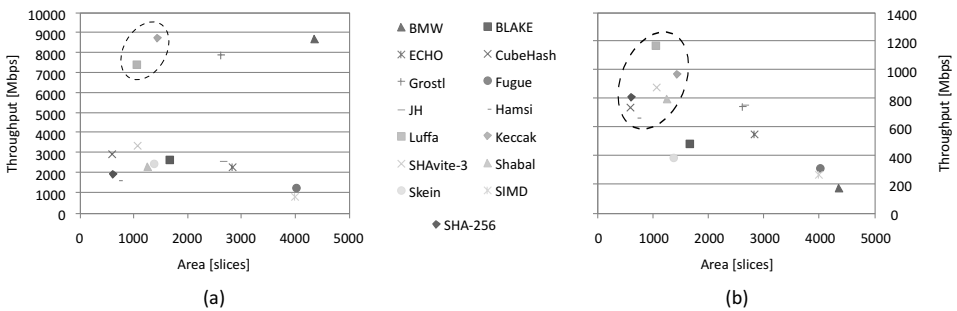 Throughput [Mbps]
10000
9000
8000
7000
6000
5000
4000
3000
2000
1000
0
0 1000 2000 3000 4000 5000
Area [slices]
(a)
BMW BLAKE
ECHO CubeHash
Grostl Fugue
JH Hamsi
Luffa Keccak
SHAvite-3 Shabal
Skein SIMD
SHA-256
1400
1200
1000
800
600
400
200
0
Throughput [Mbps]
0 1000 2000 3000 4000 5000
Area [slices]
(b)